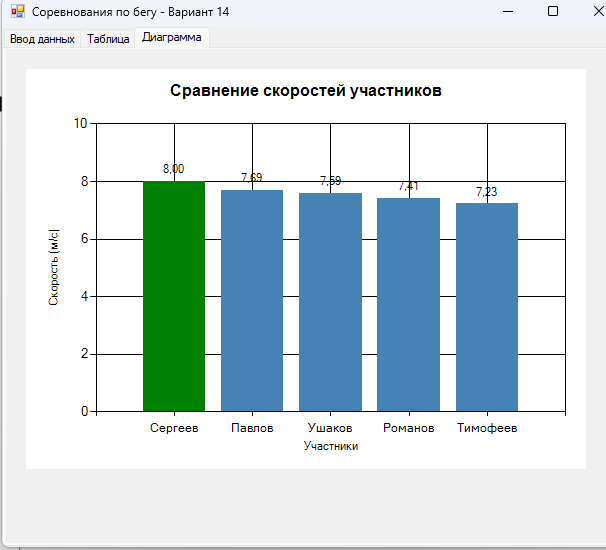 Соревнования по бегу - Вариант 14
Ввод данных Таблица Диаграмма
Сравнение скоростей участников
Скорость (м/с)
10
8
6
4
2
0
8,00
7,69
7,59
7,41
7,23
Сергеев Павлов Ушаков Романов Тимофеев
Участники